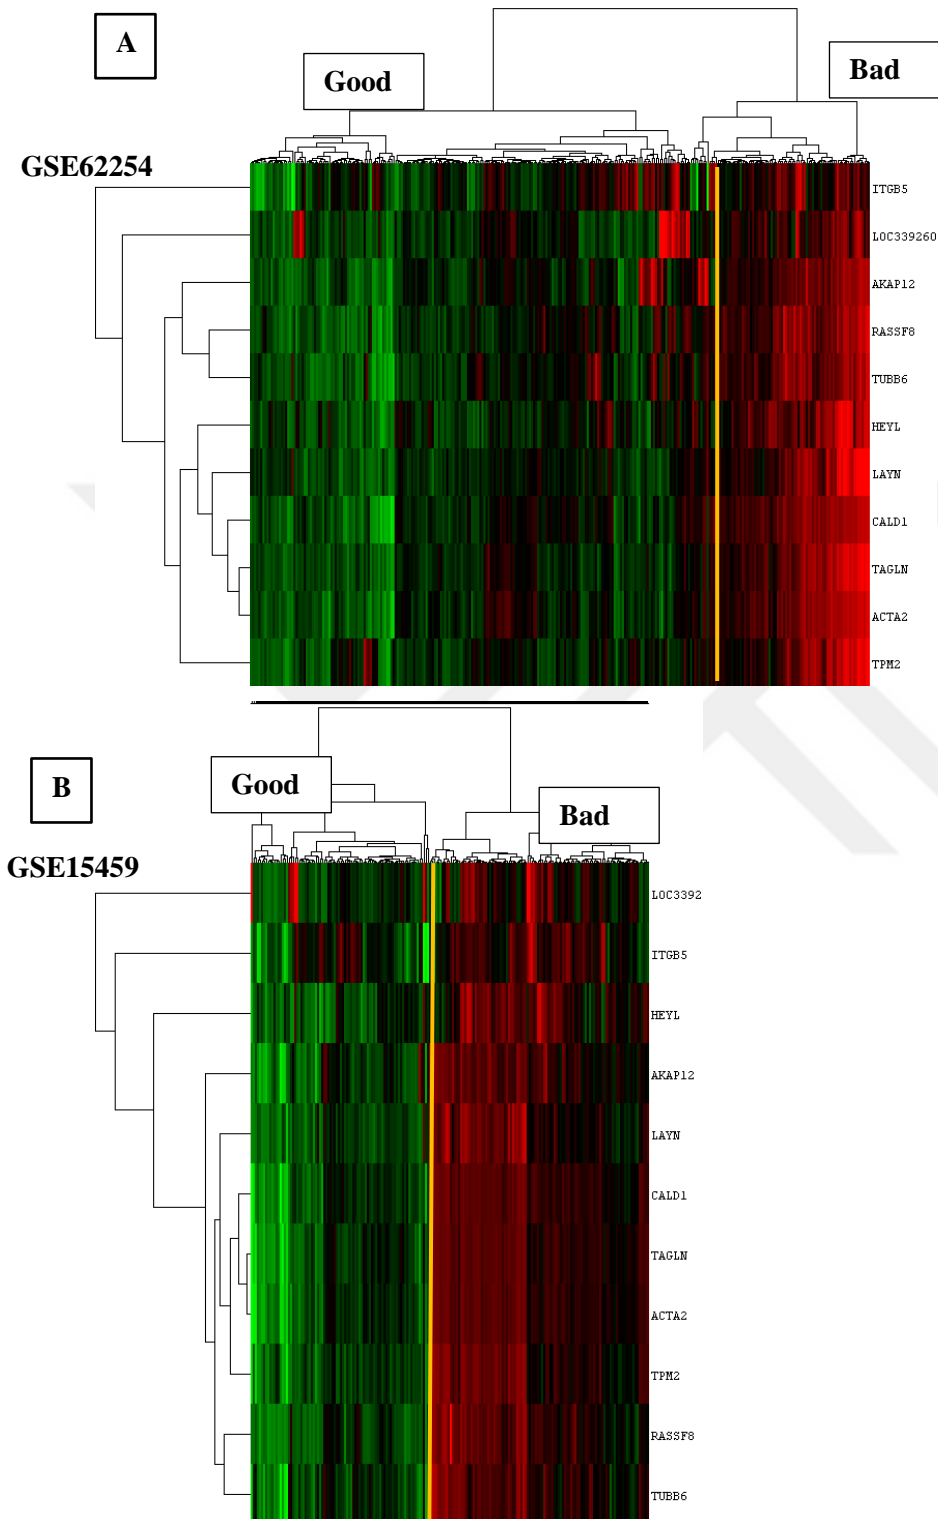 A
Good
Bad
GSE62254
ITGB5
LOC339260
AKAP12
RASSF8
TUBB6
HEYL
LAYN
CALD1
TAGLN
ACTA2
TPM2
B
Good
Bad
GSE15459
LOC3392
ITGB5
HEYL
AKAP12
LAYN
CALD1
TAGLN
ACTA2
TPM2
RASSF8
TUBB6